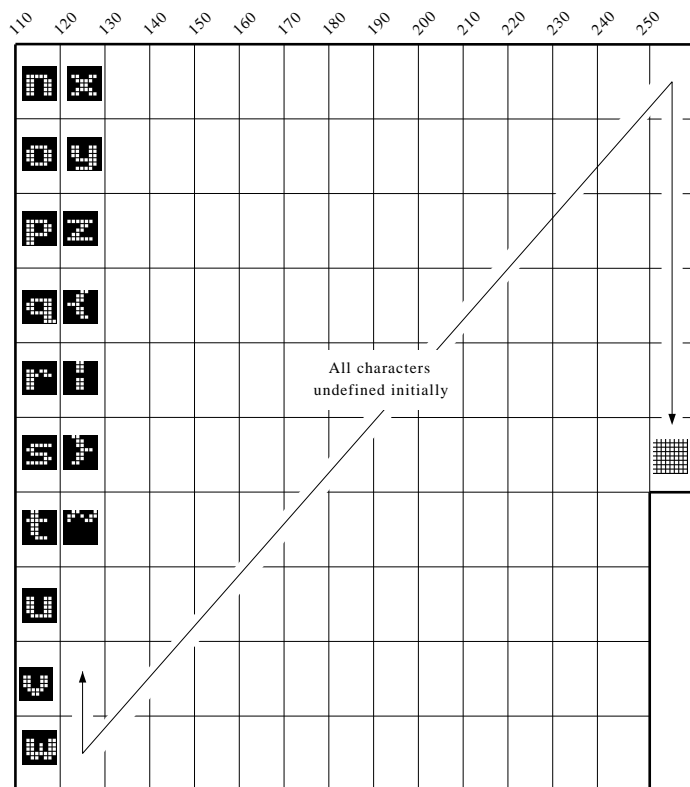 110 120 130 140 150 160 170 180 190 200 210 220 230 240 250
n x
o y
p z
q {
r ¦
s }
t ~
All characters
undefined initially
u
v
w